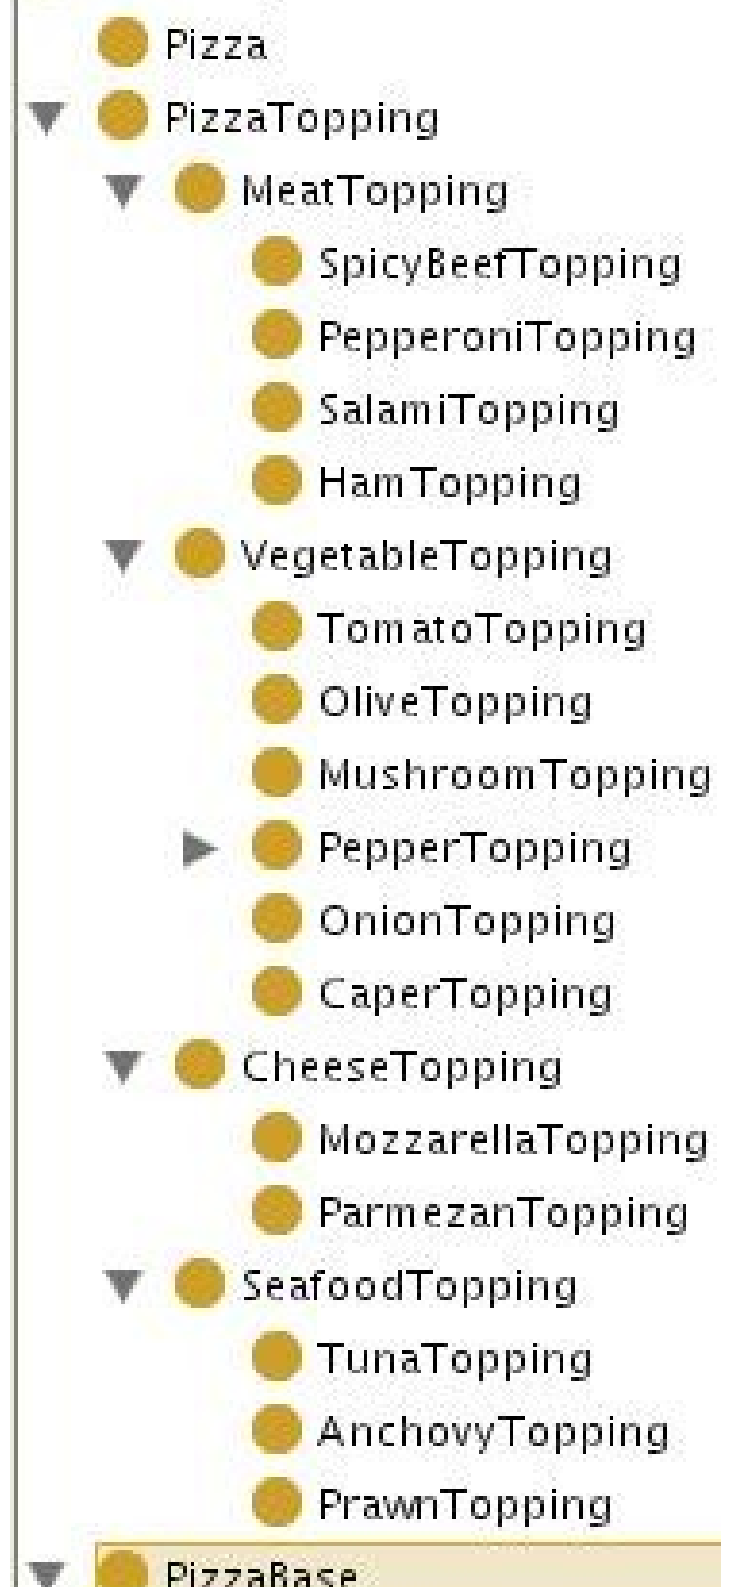 Pizza
PizzaTopping
MeatTopping
SpicyBeefTopping
PepperoniTopping
SalamiTopping
HamTopping
VegetableTopping
TomatoTopping
OliveTopping
MushroomTopping
PepperTopping
OnionTopping
CaperTopping
CheeseTopping
MozzarellaTopping
ParmezanTopping
SeafoodTopping
TunaTopping
AnchovyTopping
PrawnTopping
PizzaBase